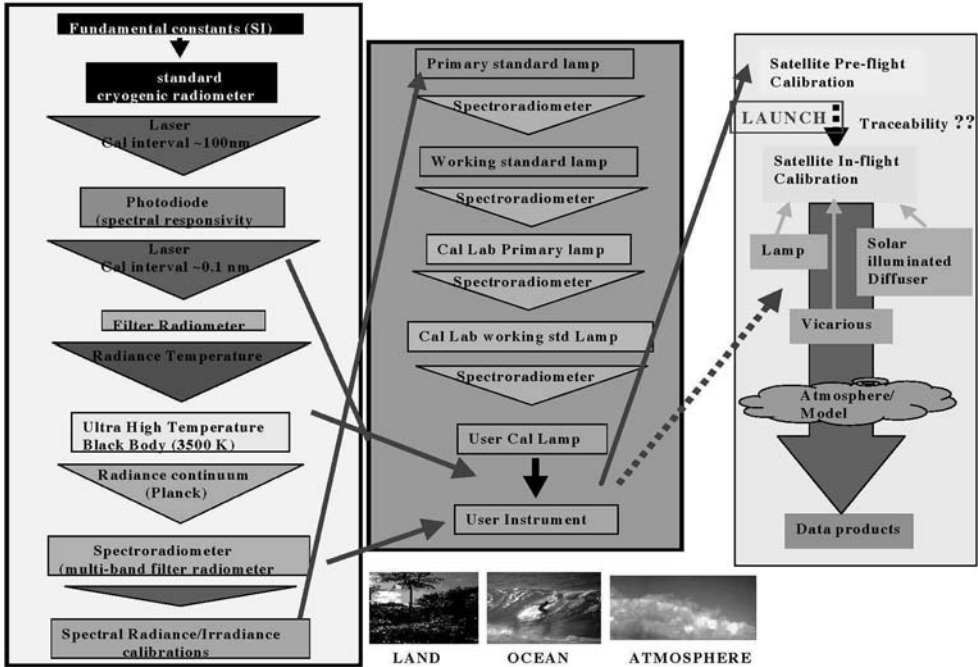 Fundamental constants (SI)
standard
cryogenic radiometer
Laser
Cal interval ~100nm
Photodiode
(spectral responsivity
Laser
Cal interval ~0.1 nm
Filter Radiometer
Radiance Temperature
Ultra High Temperature
Black Body (3500 K)
Radiance continuum
(Planck)
Spectroradiometer
(multi-band filter radiometer
Spectral Radiance/Irradiance
calibrations
Primary standard lamp
Spectroradiometer
Working standard lamp
Spectroradiometer
Cal Lab Primary lamp
Spectroradiometer
Cal Lab working std Lamp
Spectroradiometer
User Cal Lamp
User Instrument
LAND
OCEAN
ATMOSPHERE
Satellite Pre-flight
Calibration
LAUNCH
Traceability ??
Satellite In-flight
Calibration
Lamp
Solar
illuminated
Diffuser
Vicarious
Atmosphere/
Model
Data products